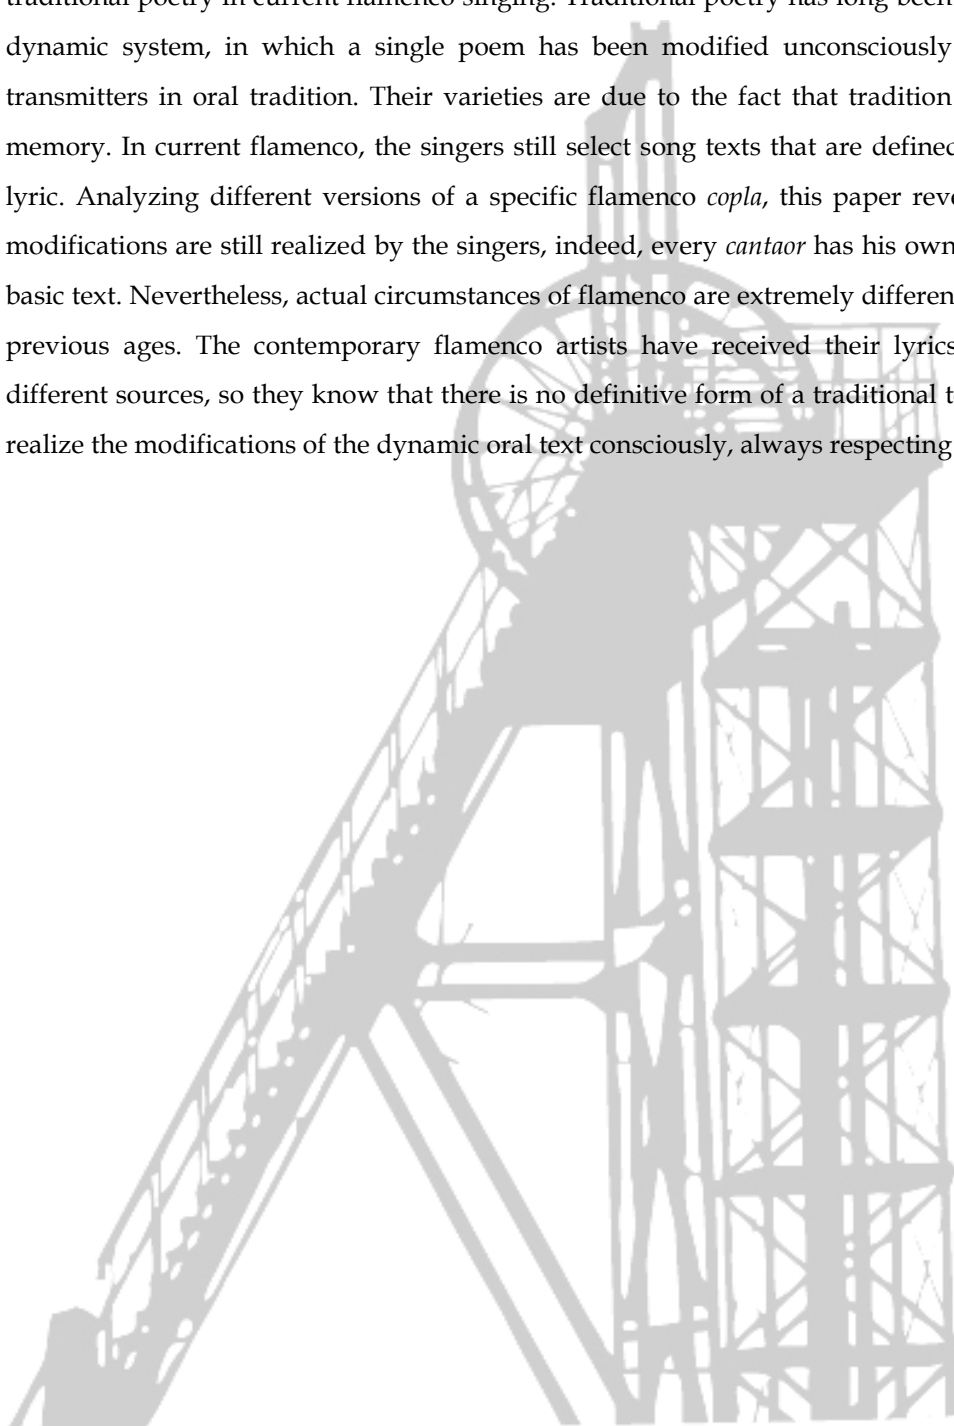 traditional poetry in current flamenco singing. Traditional poetry has long been
dynamic system, in which a single poem has been modified unconsciously
transmitters in oral tradition. Their varieties are due to the fact that tradition
memory. In current flamenco, the singers still select song texts that are defined
lyric. Analyzing different versions of a specific flamenco copla, this paper reve
modifications are still realized by the singers, indeed, every cantaor has his own
basic text. Nevertheless, actual circumstances of flamenco are extremely differen
previous ages. The contemporary flamenco artists have received their lyrics
different sources, so they know that there is no definitive form of a traditional t
realize the modifications of the dynamic oral text consciously, always respecting